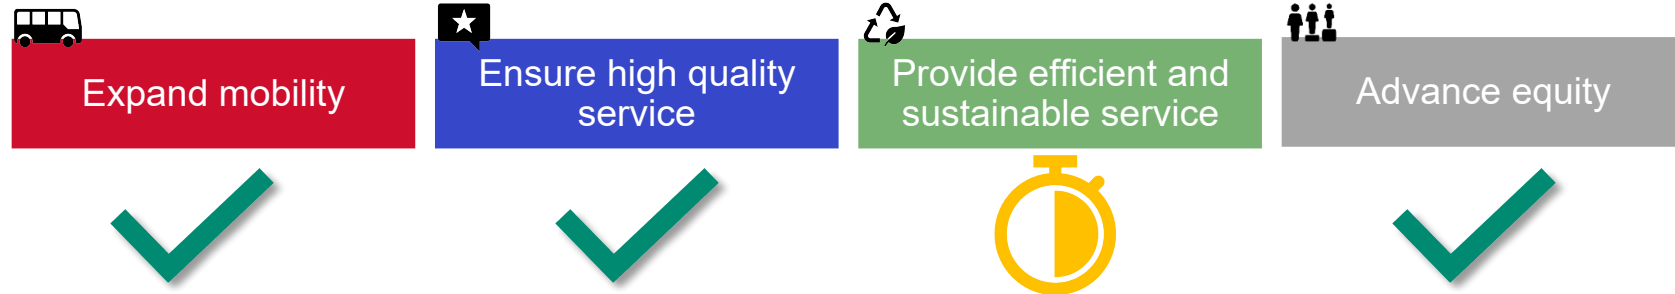 Expand mobility
Ensure high quality
service
Provide efficient and
sustainable service
Advance equity